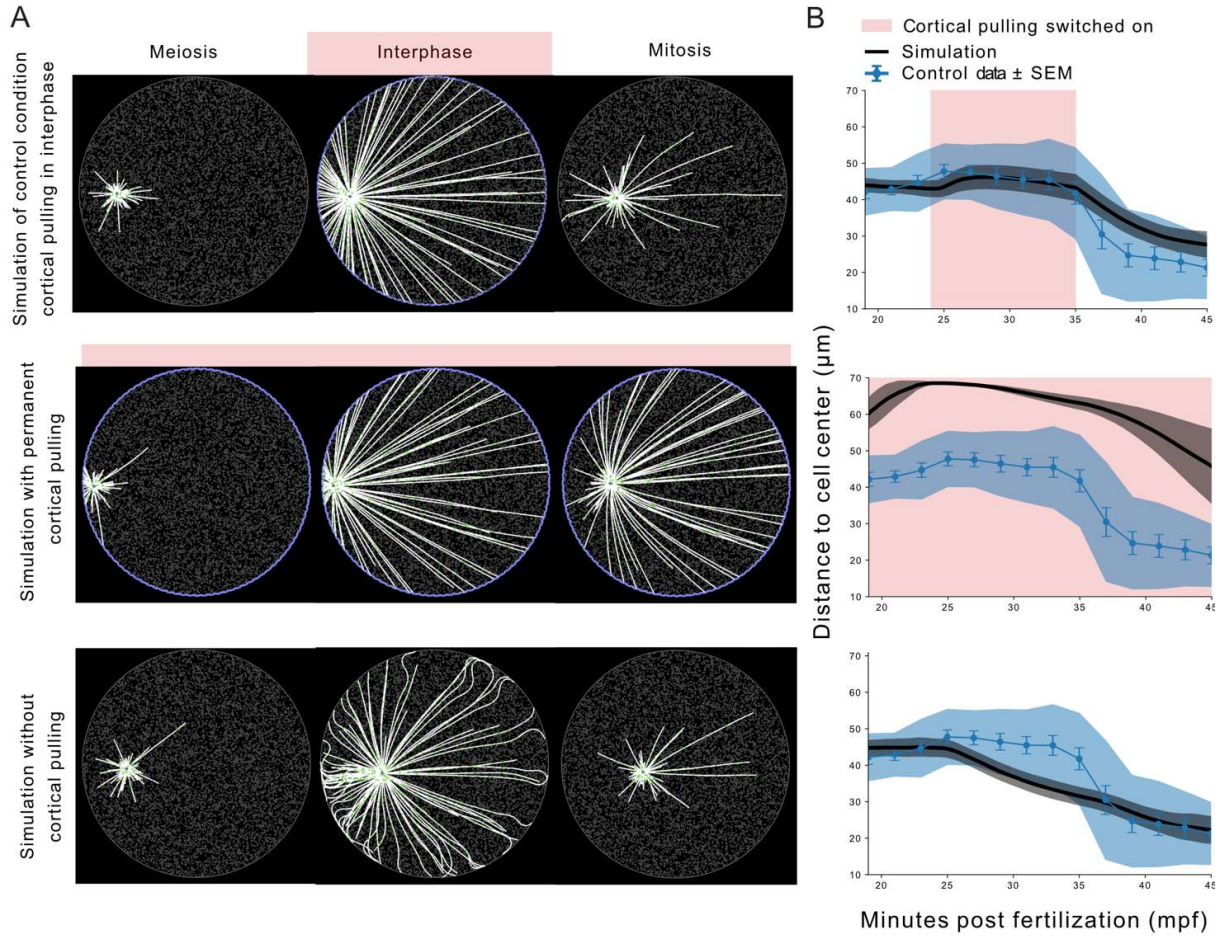 A
B
Cortical pulling switched on
Simulation
Control data ± SEM
Meiosis
Interphase
Mitosis
Simulation of control condition
cortical pulling in interphase
Simulation with permanent
cortical pulling
Simulation without
cortical pulling
Distance to cell center (µm)
70
60
50
40
30
20
10
20
25
30
35
40
45
70
60
50
40
30
20
10
20
25
30
35
40
45
70
60
50
40
30
20
10
20
25
30
35
40
45
Minutes post fertilization (mpf)